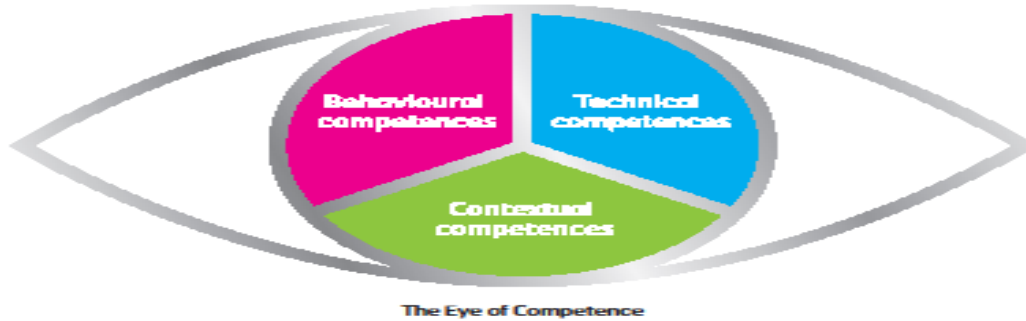 Behavioural
competences
Technical
competences
Contextual
competences
The Eye of Competence